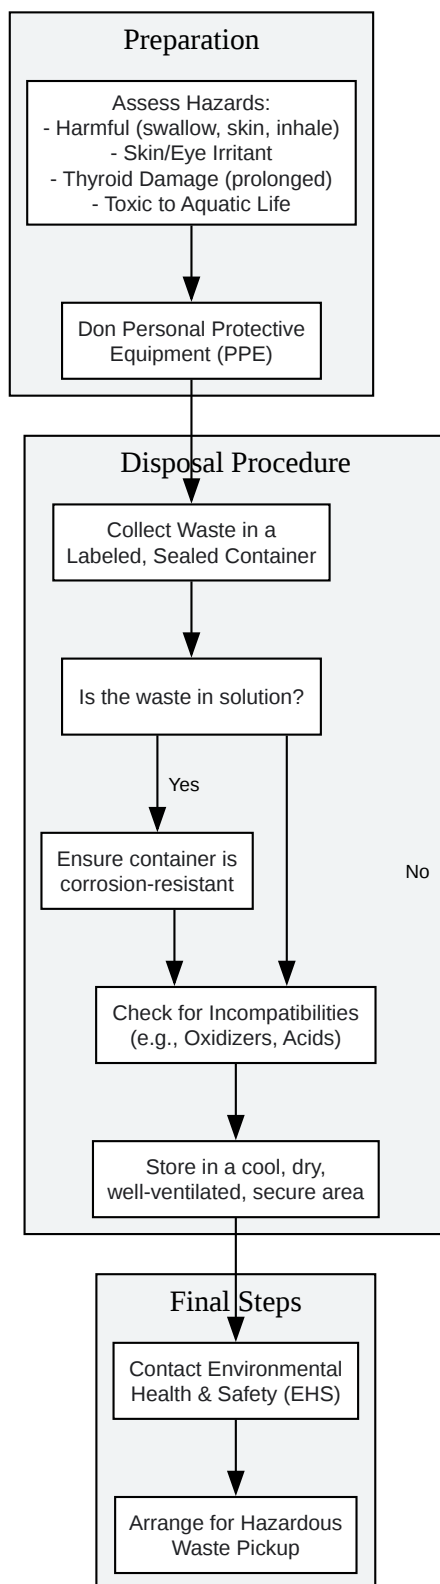 Preparation
Assess Hazards:
- Harmful (swallow, skin, inhale)
- Skin/Eye Irritant
- Thyroid Damage (prolonged)
- Toxic to Aquatic Life
Don Personal Protective
Equipment (PPE)
Disposal Procedure
Collect Waste in a
Labeled, Sealed Container
Is the waste in solution?
Yes
Ensure container is
corrosion-resistant
No
Check for Incompatibilities
(e.g., Oxidizers, Acids)
Store in a cool, dry,
well-ventilated, secure area
Final Steps
Contact Environmental
Health & Safety (EHS)
Arrange for Hazardous
Waste Pickup